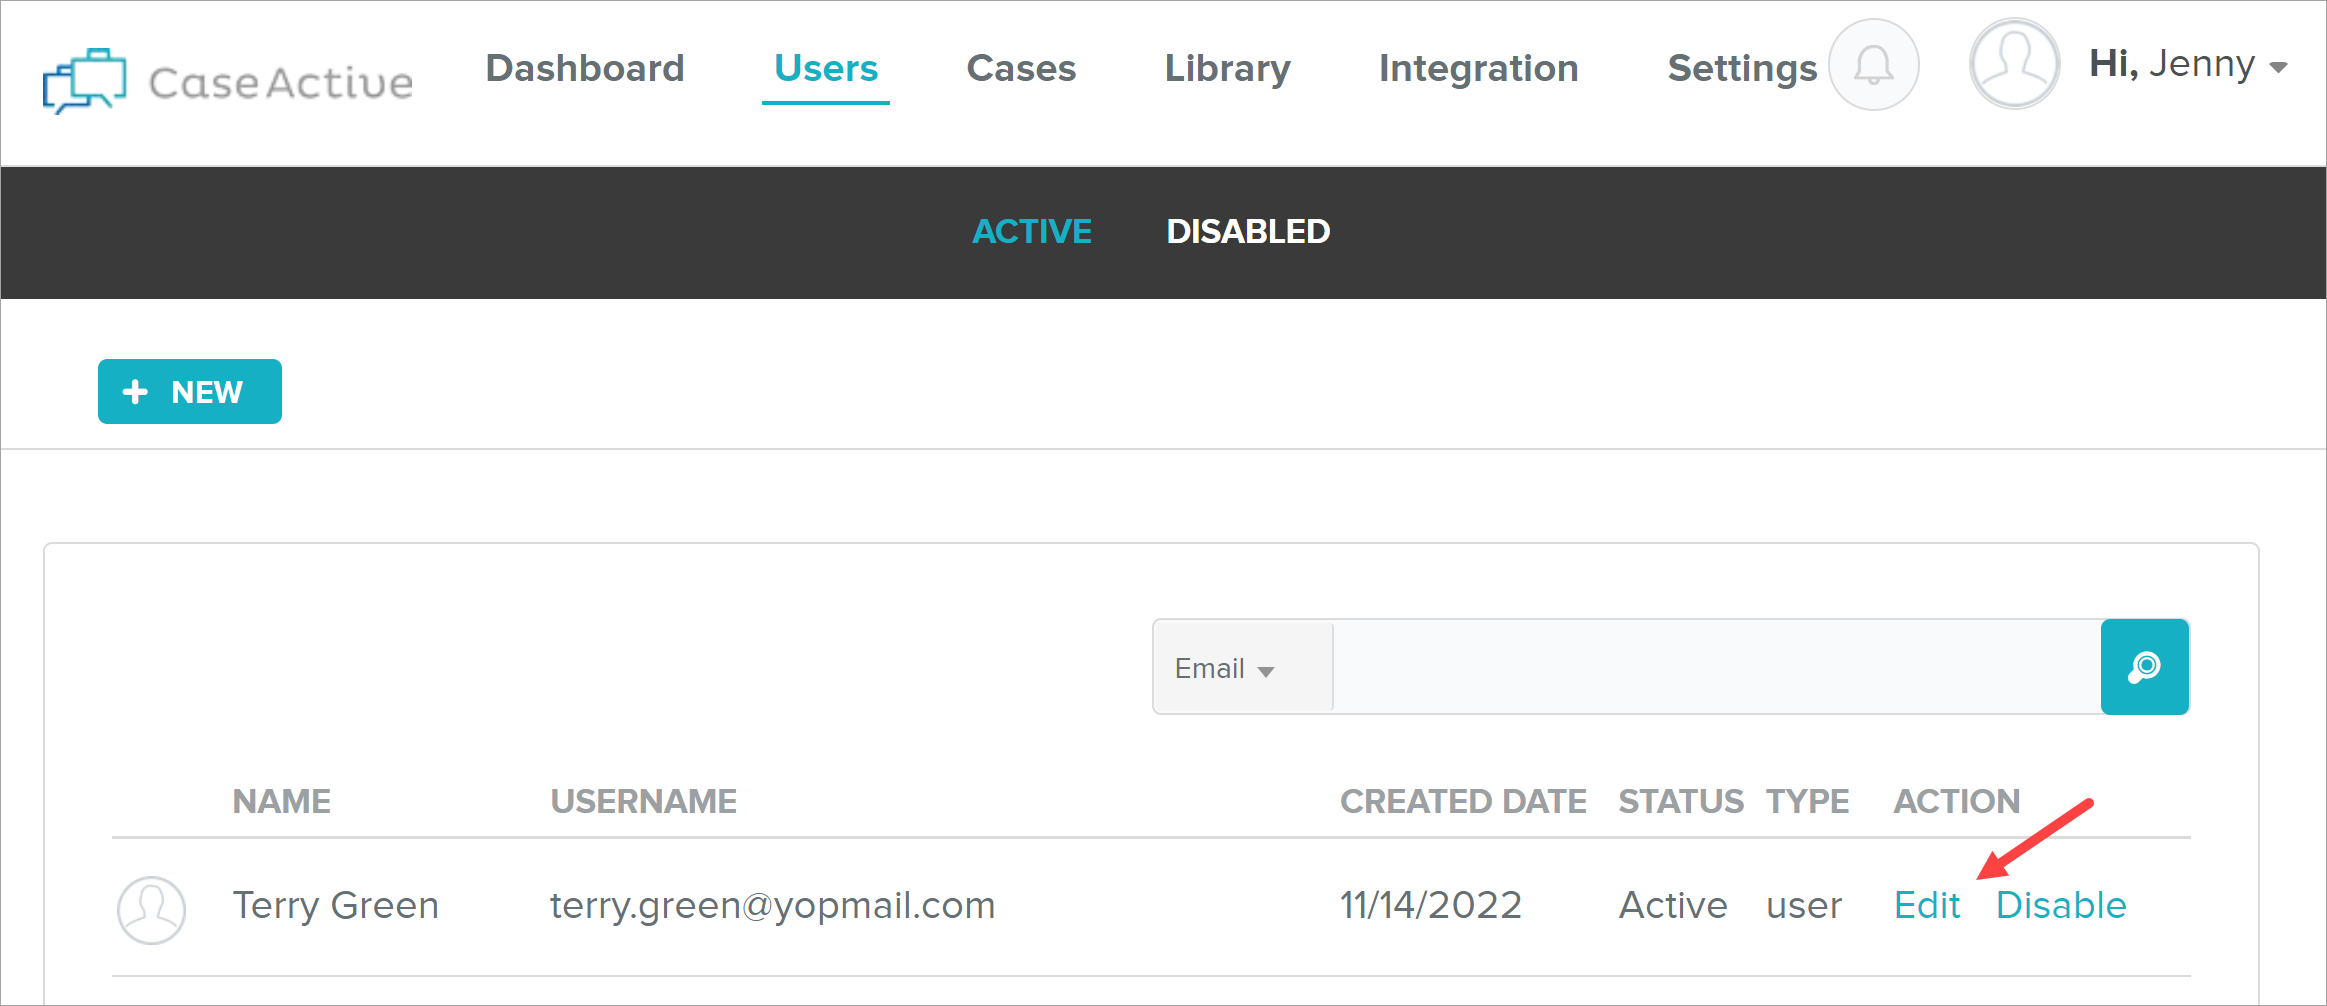 CaseActive Dashboard Users Cases Library Integration Settings Hi, Jenny
ACTIVE DISABLED
+ NEW
Email
NAME USERNAME CREATED DATE STATUS TYPE ACTION
Terry Green terry.green@yopmail.com 11/14/2022 Active user Edit Disable